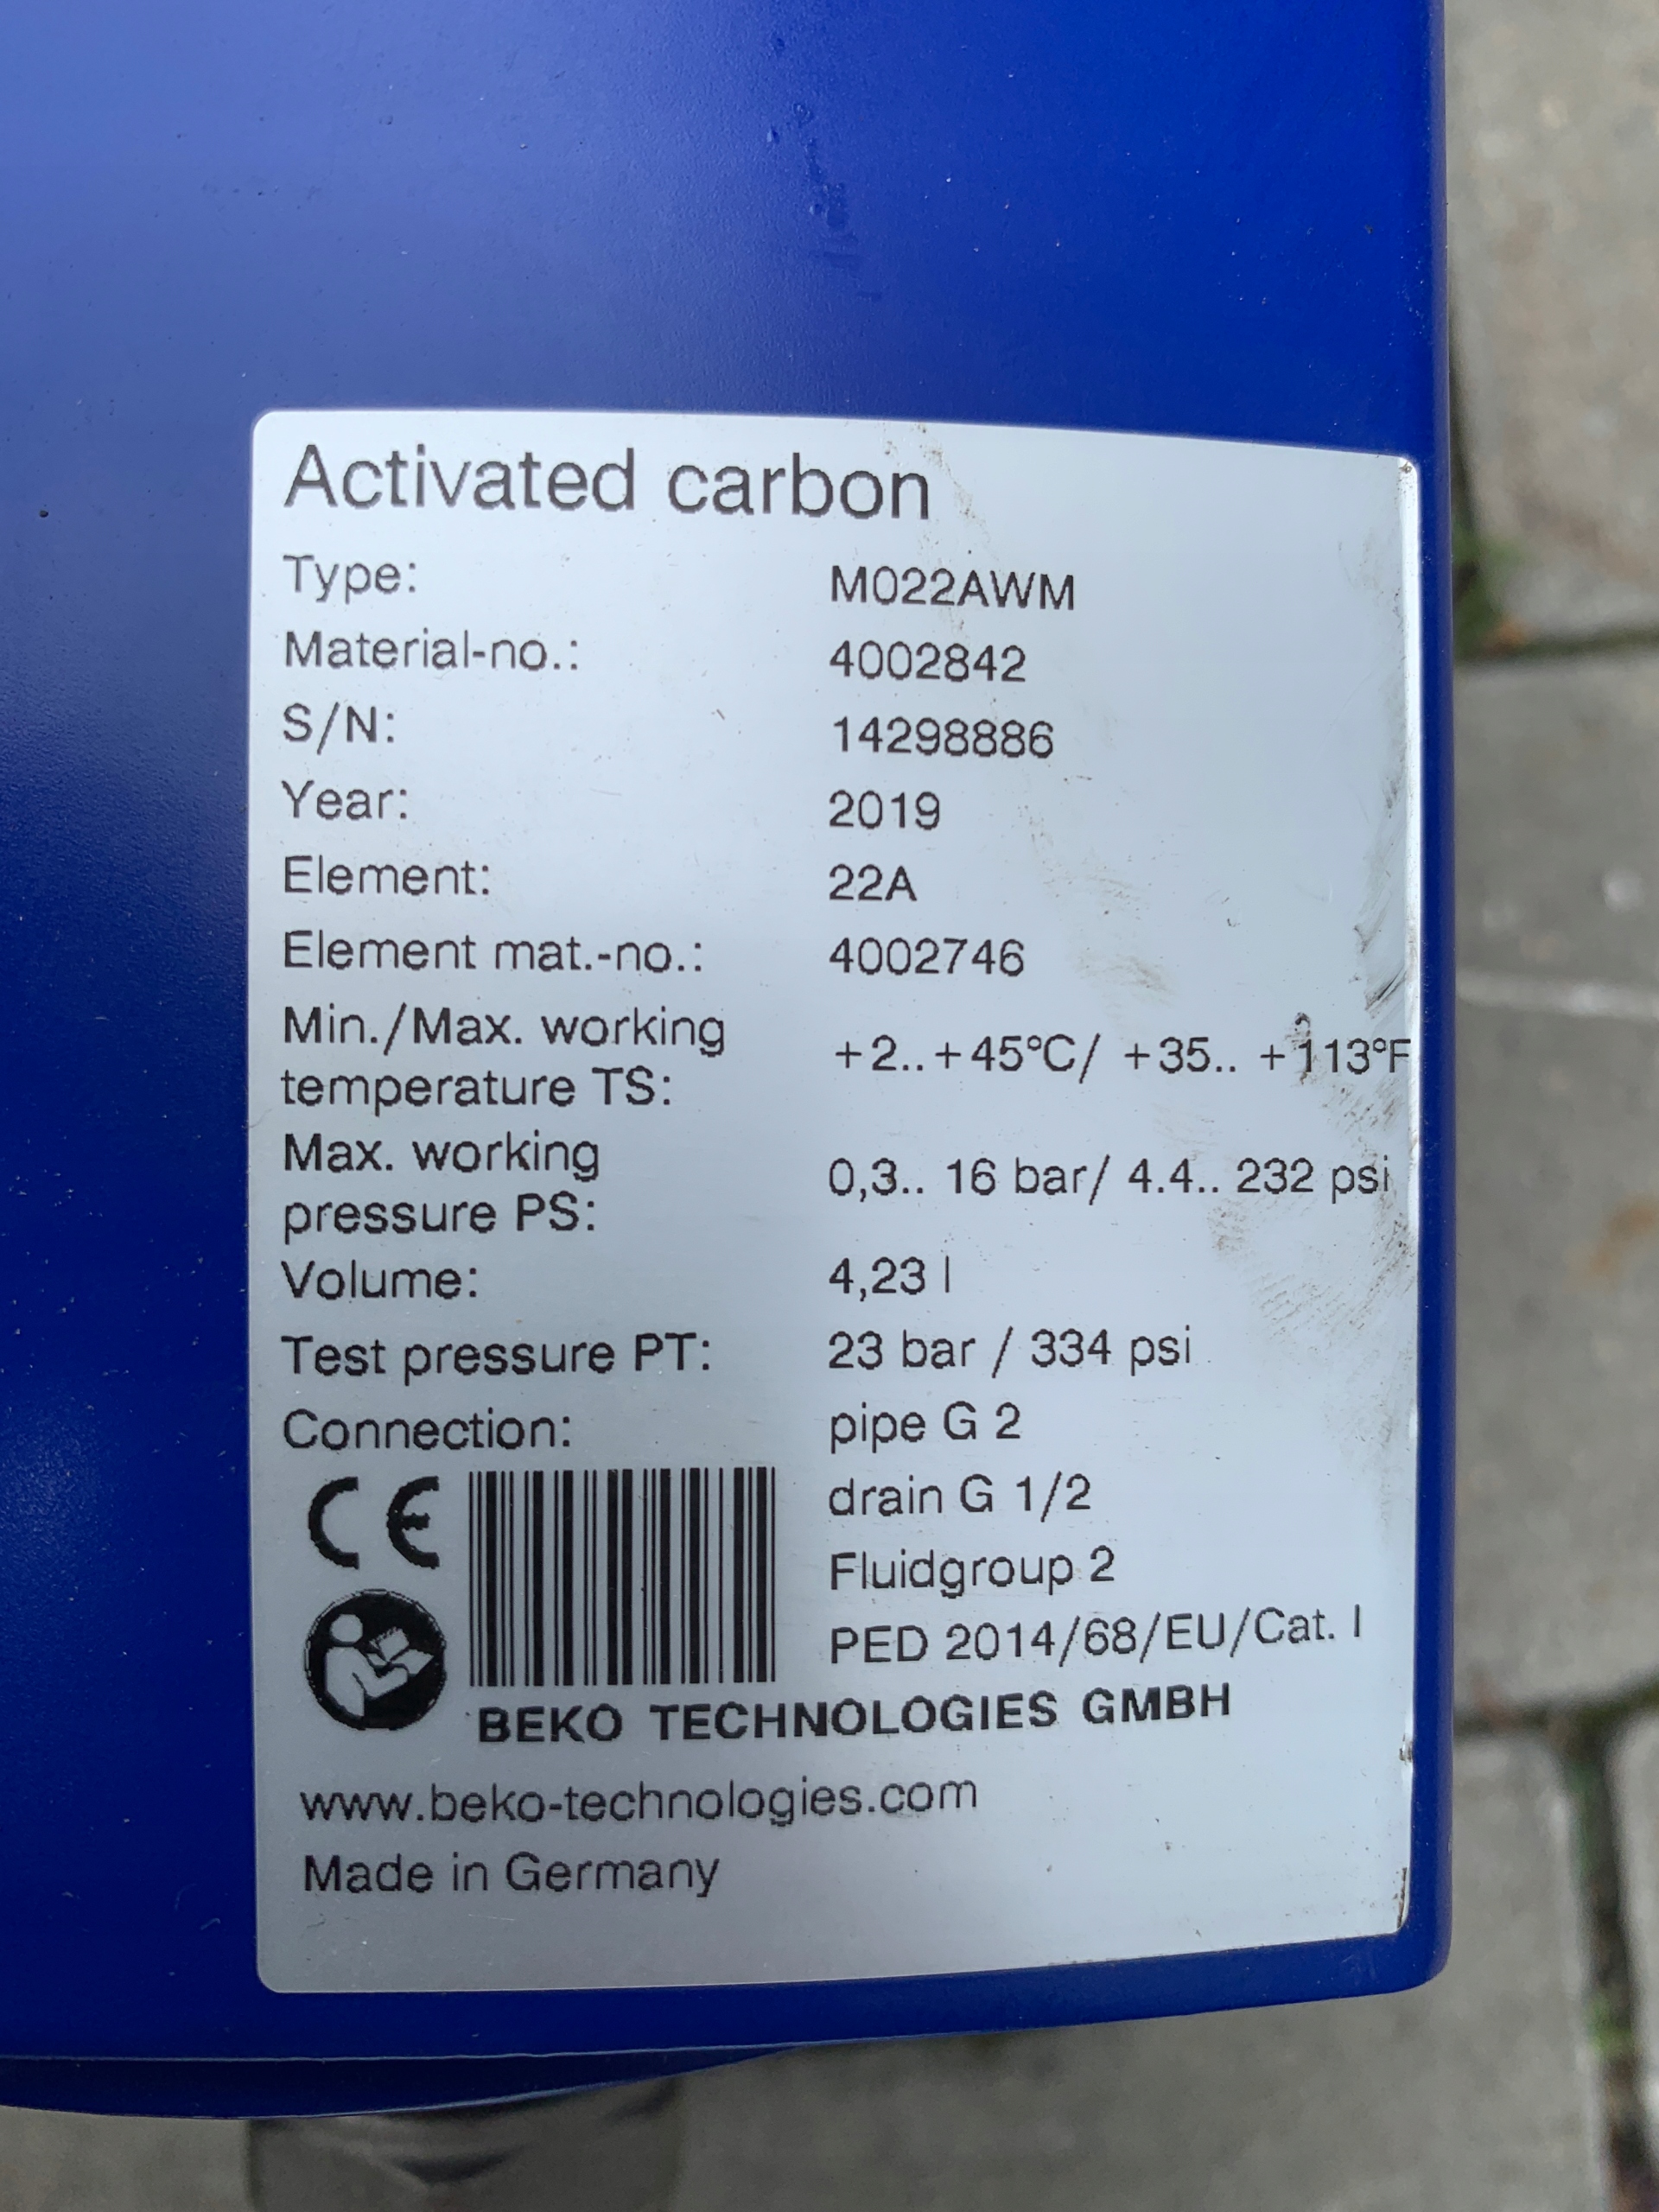 Activated carbon
Type: M022AWM
Material-no.: 4002842
S/N: 14298886
Year: 2019
Element: 22A
Element mat.-no.: 4002746
Min./Max. working
temperature TS: +2..+45°C/ +35.. +113°F
Max. working
pressure PS: 0,3.. 16 bar/ 4.4.. 232 psi
Volume: 4,23 l
Test pressure PT: 23 bar / 334 psi
Connection: pipe G 2
drain G 1/2
Fluidgroup 2
PED 2014/68/EU/Cat. I
CE
BEKO TECHNOLOGIES GMBH
www.beko-technologies.com
Made in Germany